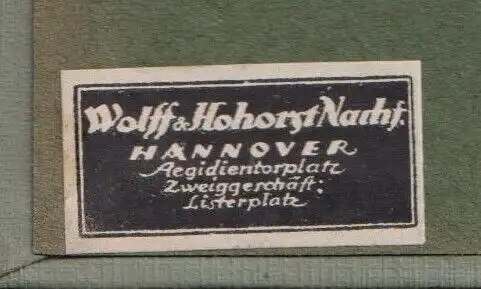 Wolff & Hohorst Nachf.
HANNOVER
Aegidientorplatz
Zweiggeschäft:
Listerplatz